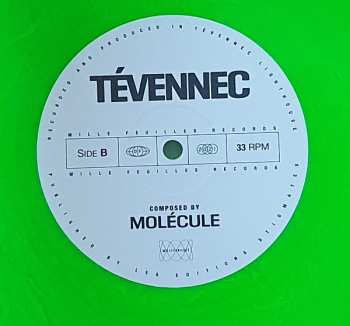 RECORDED AND PRODUCED IN TÉVENNEC LIGHTHOUSE
TÉVENNEC
MILLE FEUILLES RECORDS
SIDE B
33 RPM
MILLE FEUILLES RECORDS
COMPOSED BY
MOLÉCULE
PUBLISHED BY LES EDITIONS